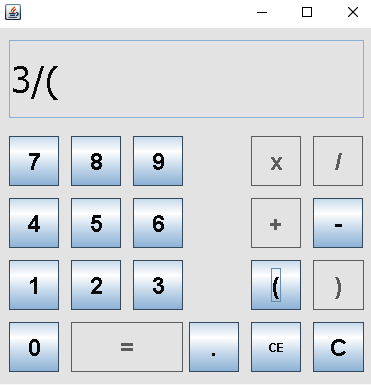 3/(
7 8 9 x /
4 5 6 + -
1 2 3 ( )
0 = . CE C